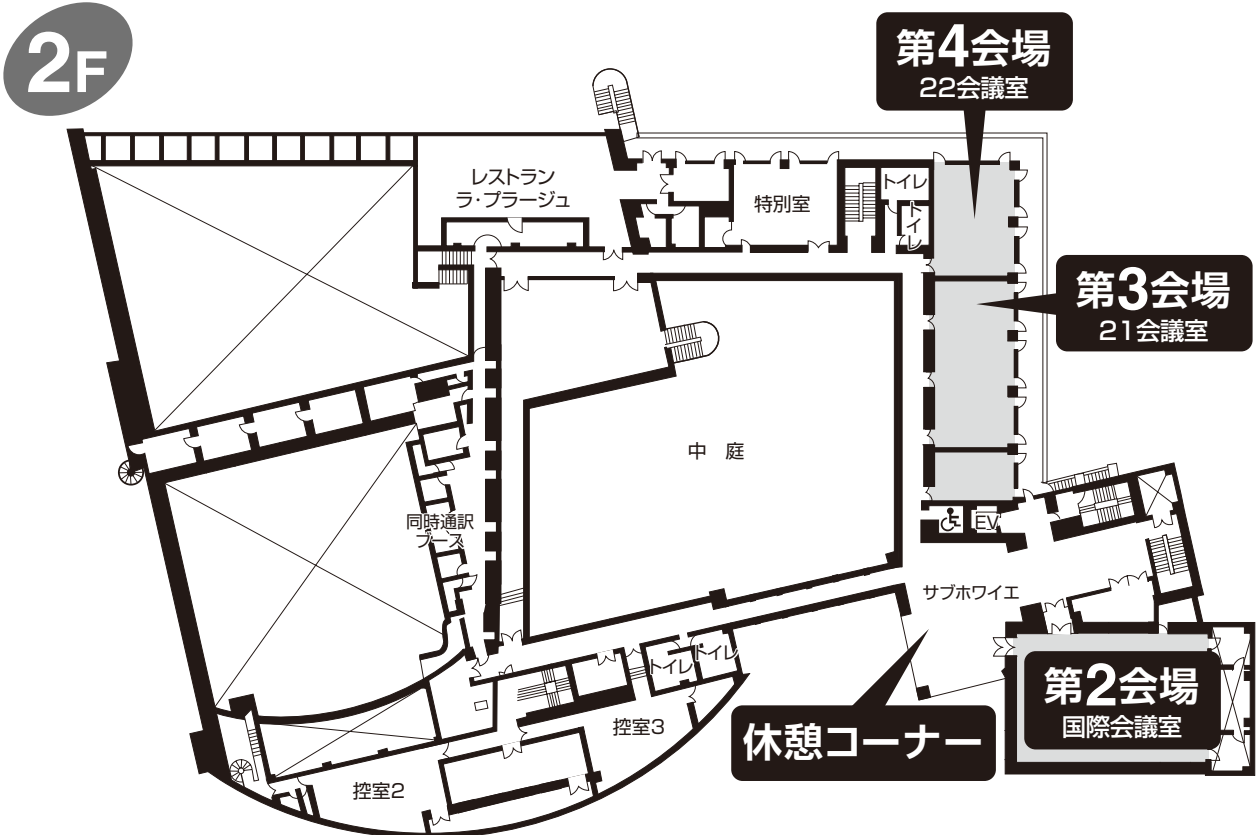 2F
第4会場
22会議室
レストラン
ラ・プラージュ
特別室
トイレ
トイレ
第3会場
21会議室
中　庭
同時通訳
ブース
EV
サブホワイエ
トイレ
トイレ
第2会場
国際会議室
休憩コーナー
控室3
控室2